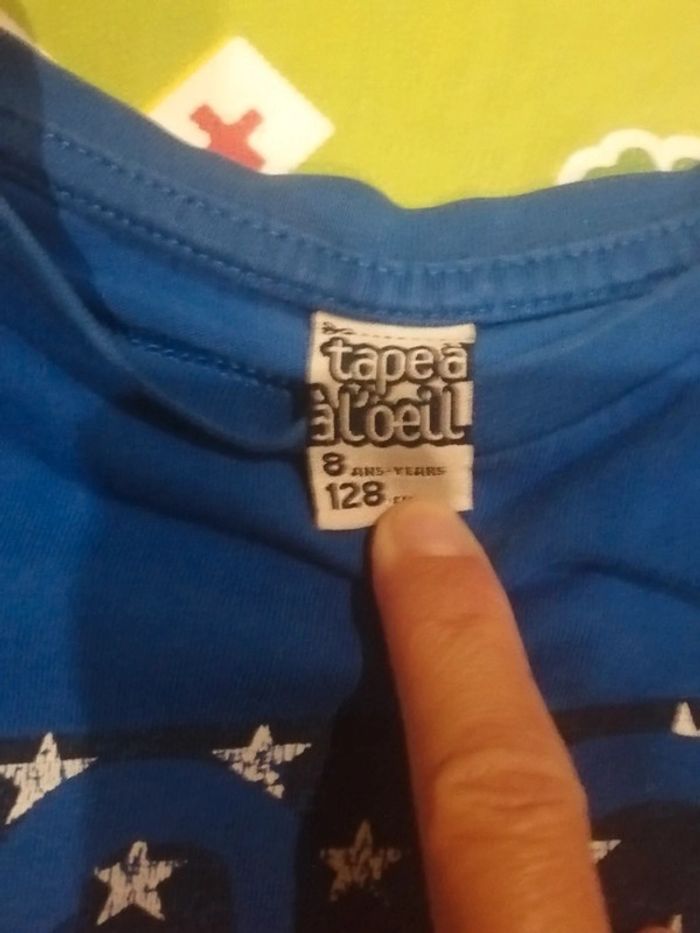 tape à
à l'oeil
8 ANS-YEARS
128